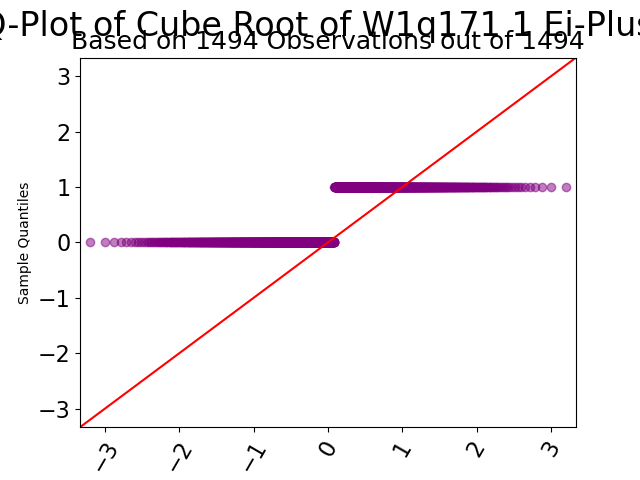 Q-Plot of Cube Root of W1q171 1 Ei-Plus
Based on 1494 Observations out of 1494
3
2
1
0
−1
−2
−3
Sample Quantiles
−3 −2 −1 0 1 2 3